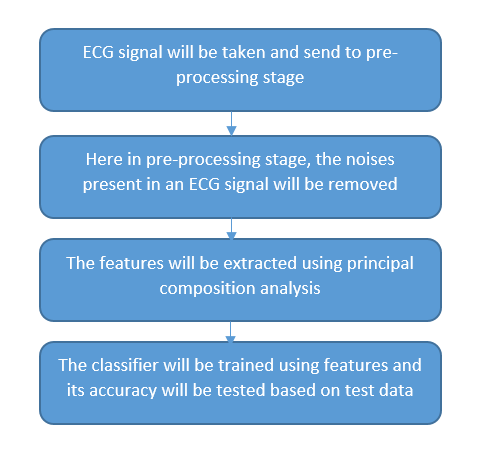 ECG signal will be taken and send to pre-
processing stage
Here in pre-processing stage, the noises
present in an ECG signal will be removed
The features will be extracted using principal
composition analysis
The classifier will be trained using features and
its accuracy will be tested based on test data